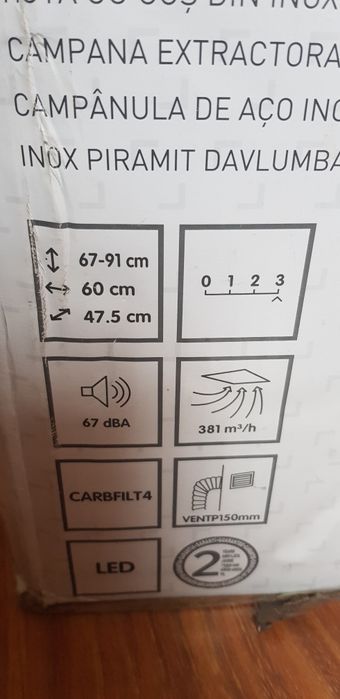 CAMPANA EXTRACTORA
CAMPÂNULA DE AÇO INO
INOX PIRAMIT DAVLUMBA
67-91 cm
60 cm
47.5 cm
0 1 2 3
67 dBA
381 m³/h
CARBFILT4
VENTP150mm
LED
2